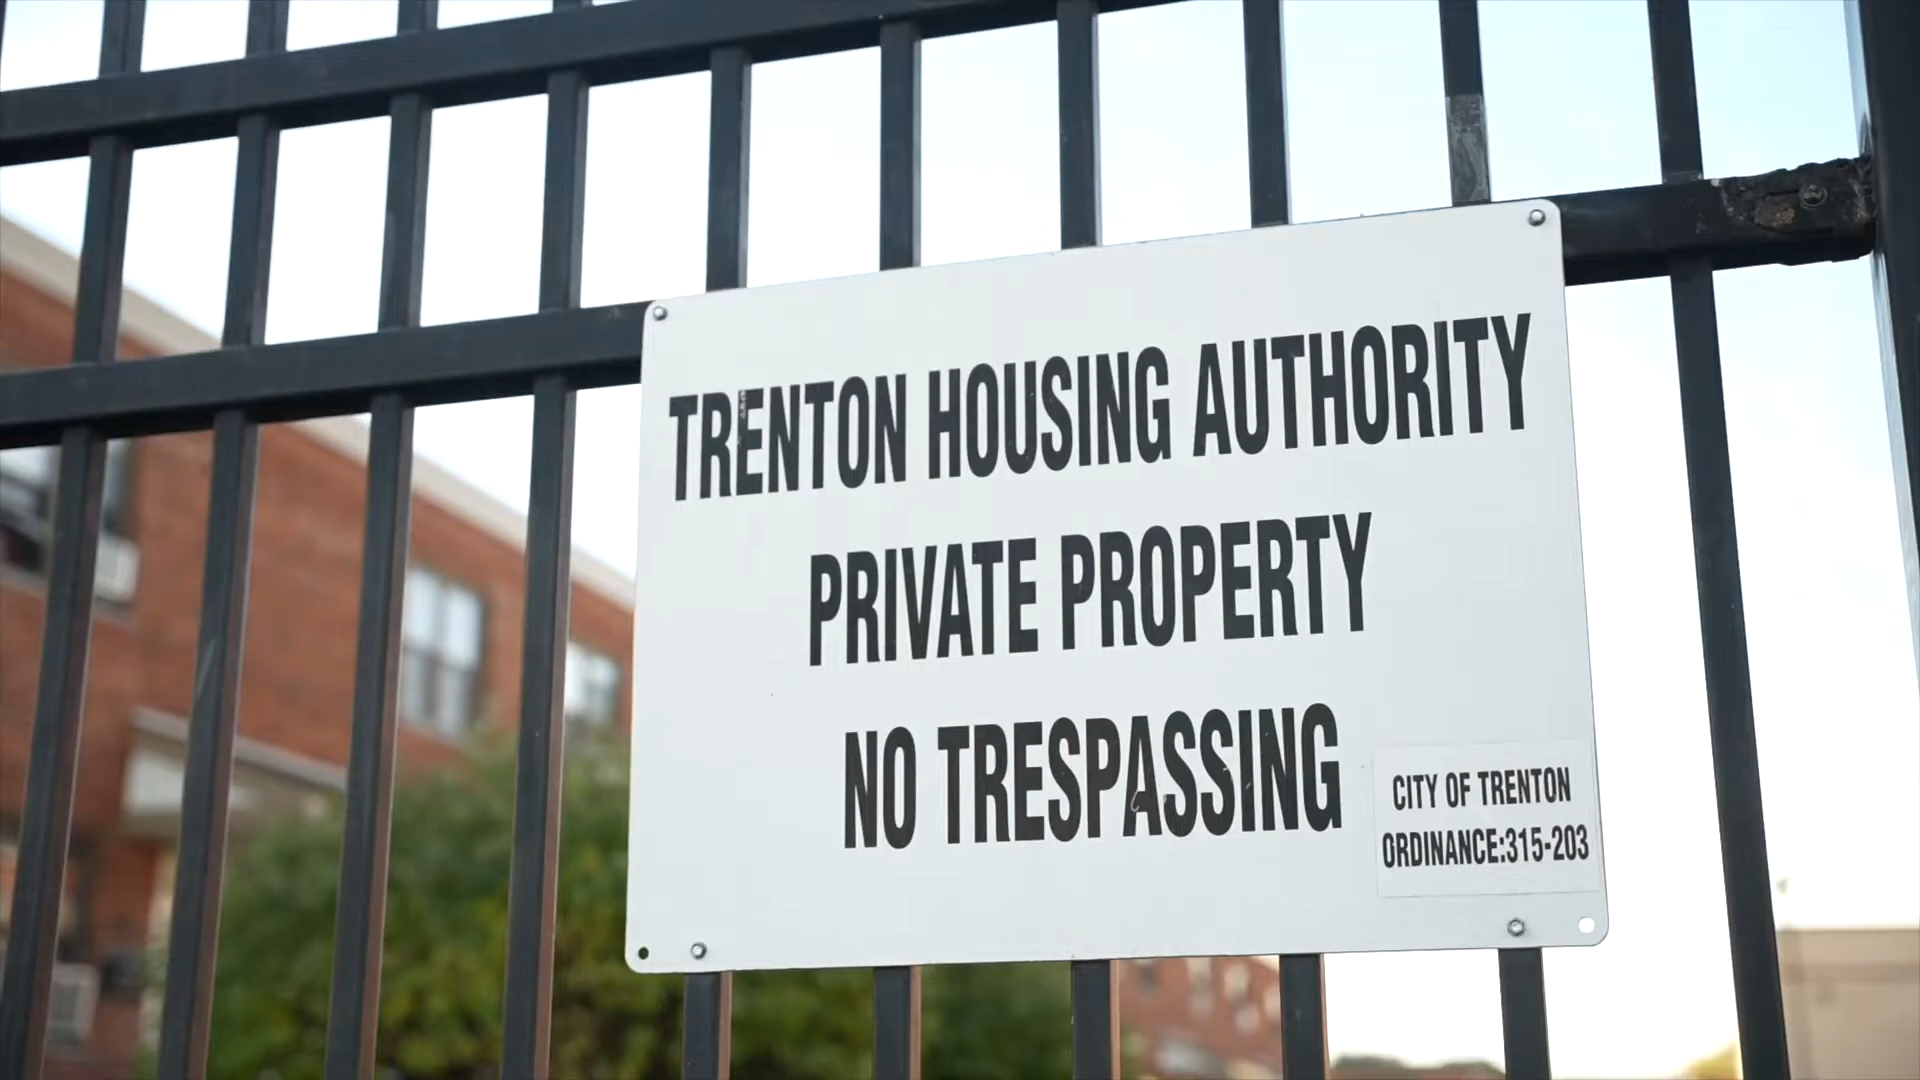 TRENTON HOUSING AUTHORITY
PRIVATE PROPERTY
NO TRESPASSING
CITY OF TRENTON
ORDINANCE:315-203